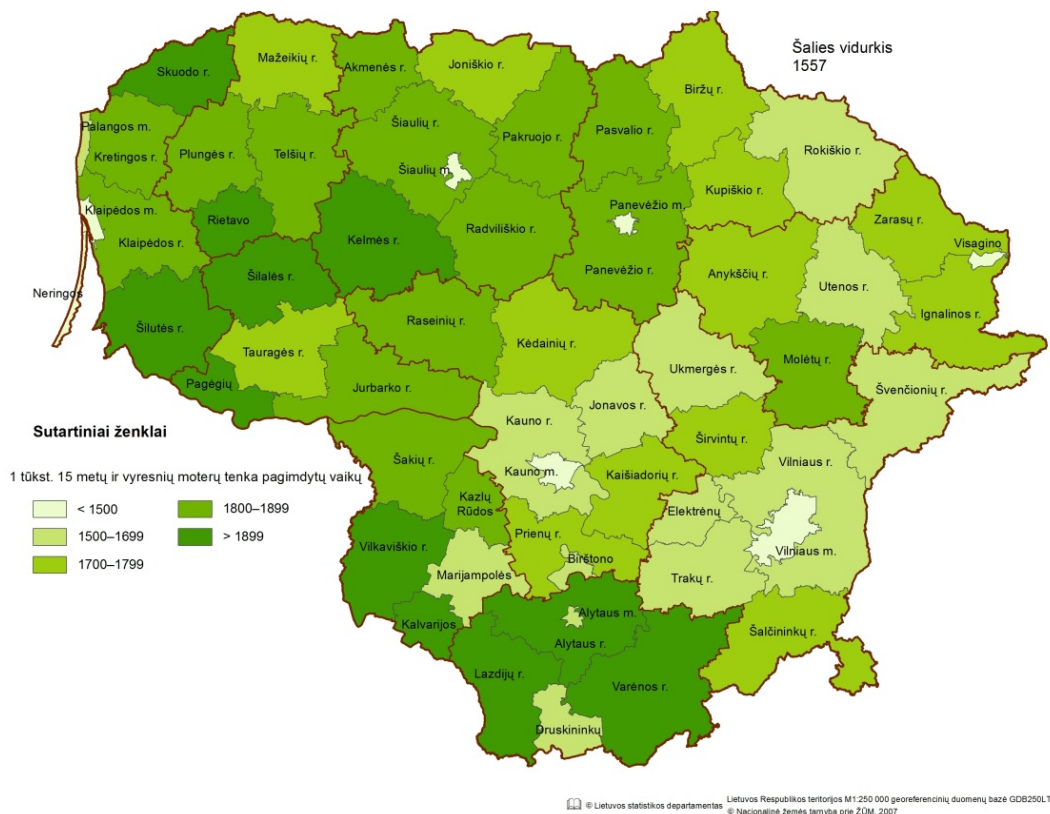 Šalies vidurkis
1557
Skuodo r.
Mažeikių r.
Akmenės r.
Joniškio r.
Biržų r.
Palangos m.
Kretingos r.
Plungės r.
Telšių r.
Šiaulių r.
Šiaulių m.
Pakruojo r.
Pasvalio r.
Rokiškio r.
Kupiškio r.
Klaipėdos m.
Klaipėdos r.
Rietavo
Kelmės r.
Radviliškio r.
Panevėžio m.
Panevėžio r.
Zarasų r.
Visagino
Neringos
Šilalės r.
Anykščių r.
Utenos r.
Ignalinos r.
Šilutės r.
Tauragės r.
Raseinių r.
Kėdainių r.
Ukmergės r.
Molėtų r.
Švenčionių r.
Pagėgių
Jurbarko r.
Jonavos r.
Kauno r.
Kauno m.
Širvintų r.
Šakių r.
Kaišiadorių r.
Vilniaus r.
Kazlų
Rūdos
Elektrėnų
Vilkaviškio r.
Prienų r.
Birštono
Vilniaus m.
Marijampolės
Trakų r.
Kalvarijos
Alytaus m.
Alytaus r.
Šalčininkų r.
Lazdijų r.
Varėnos r.
Druskininkų
Sutartiniai ženklai
1 tūkst. 15 metų ir vyresnių moterų tenka pagimdytų vaikų
< 1500
1500–1699
1700–1799
1800–1899
> 1899
© Lietuvos statistikos departamentas
Lietuvos Respublikos teritorijos M1:250 000 georeferencinių duomenų bazė GDB250LT
© Nacionalinė žemės tarnyba prie ŽŪM, 2007